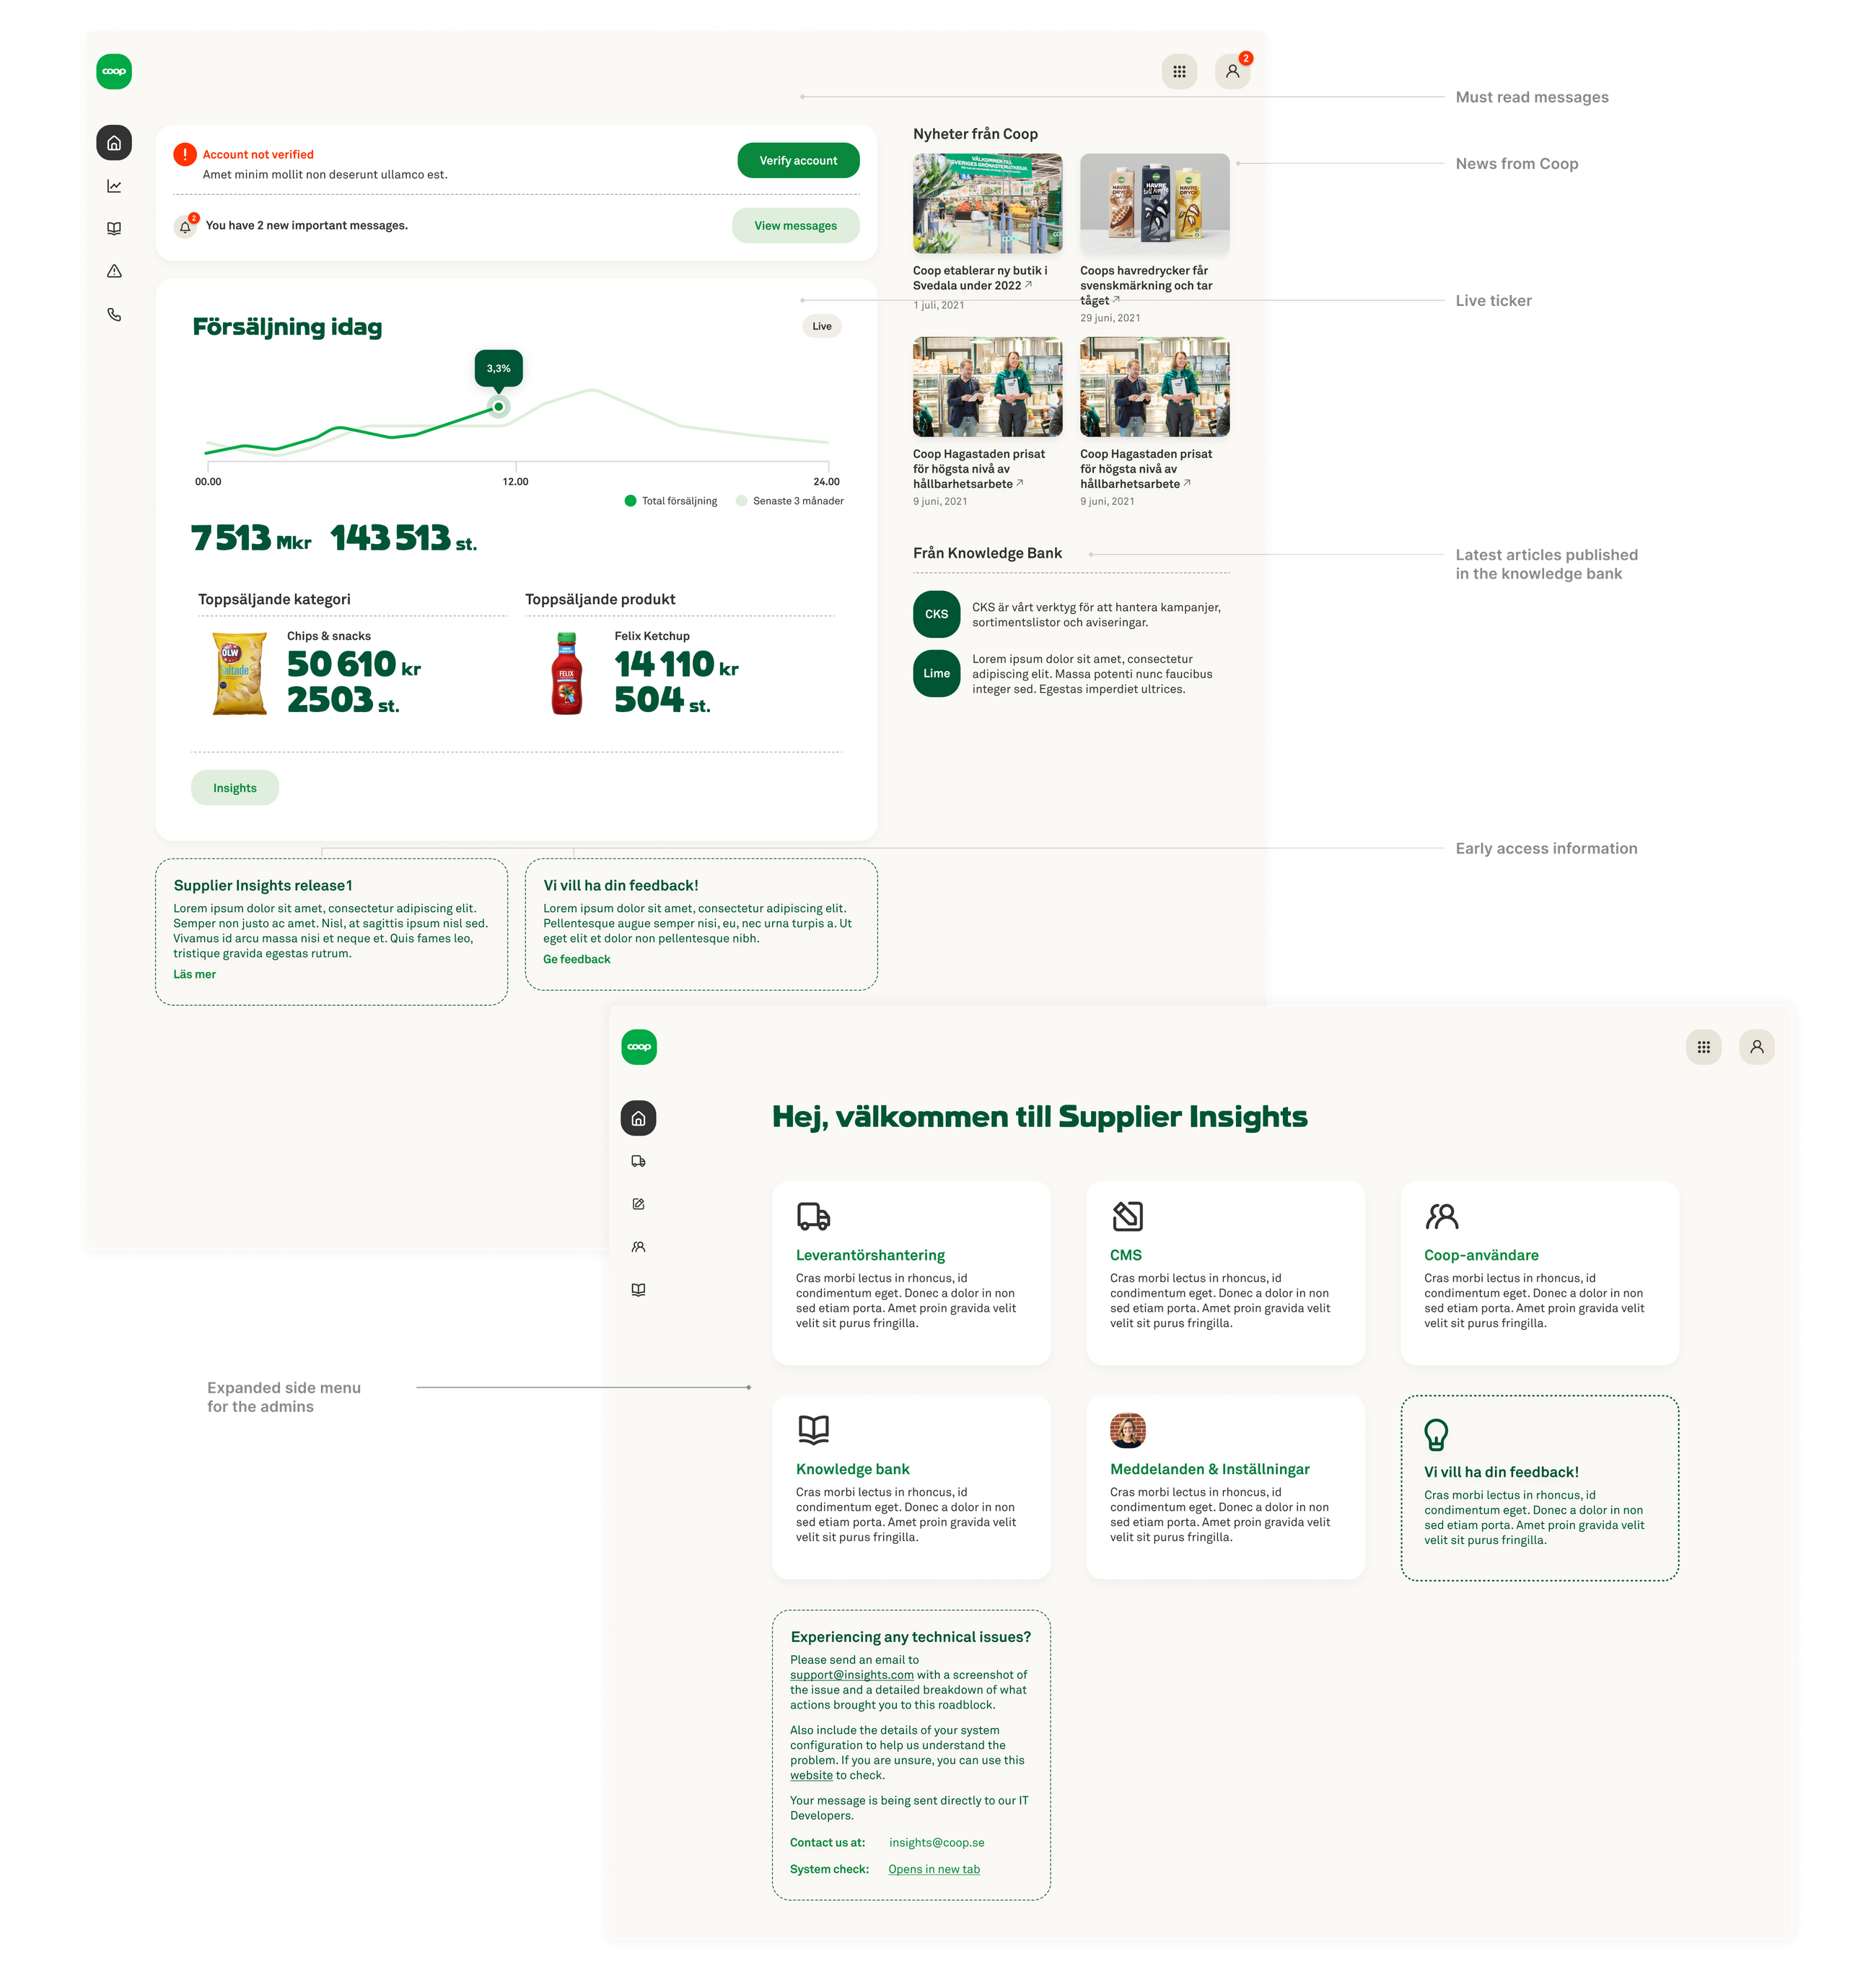 coop
2
Must read messages
Account not verified
Amet minim mollit non deserunt ullamco est.
Verify account
2
You have 2 new important messages.
View messages
Nyheter från Coop
News from Coop
VÄLKOMMEN TILL
SVERIGES GRÖNASTE MATKEDJA
coop
HAVRE
DRYCK
HAVRE
till kaffe
HAVRE
DRYCK
Coop etablerar ny butik i
Svedala under 2022
1 juli, 2021
Coops havredrycker får
svenskmärkning och tar
tåget
29 juni, 2021
Live ticker
Coop Hagastaden prisat
för högsta nivå av
hållbarhetsarbete
9 juni, 2021
Coop Hagastaden prisat
för högsta nivå av
hållbarhetsarbete
9 juni, 2021
Försäljning idag
Live
3,3%
00.00
12.00
24.00
Total försäljning
Senaste 3 månader
7 513 Mkr
143 513 st.
Toppsäljande kategori
OLW
Chips & snacks
50 610 kr
2503 st.
Toppsäljande produkt
FELIX
Felix Ketchup
14 110 kr
504 st.
Insights
Från Knowledge Bank
Latest articles published
in the knowledge bank
CKS
CKS är vårt verktyg för att hantera kampanjer,
sortimentslistor och aviseringar.
Lime
Lorem ipsum dolor sit amet, consectetur
adipiscing elit. Massa potenti nunc faucibus
integer sed. Egestas imperdiet ultrices.
Early access information
Supplier Insights release1
Lorem ipsum dolor sit amet, consectetur adipiscing elit.
Semper non justo ac amet. Nisl, at sagittis ipsum nisl sed.
Vivamus id arcu massa nisi et neque et. Quis fames leo,
tristique gravida egestas rutrum.
Läs mer
Vi vill ha din feedback!
Lorem ipsum dolor sit amet, consectetur adipiscing elit.
Pellentesque augue semper nisi, eu, nec urna turpis a. Ut
eget elit et dolor non pellentesque nibh.
Ge feedback
coop
Hej, välkommen till Supplier Insights
Leverantörshantering
Cras morbi lectus in rhoncus, id
condimentum eget. Donec a dolor in non
sed etiam porta. Amet proin gravida velit
velit sit purus fringilla.
CMS
Cras morbi lectus in rhoncus, id
condimentum eget. Donec a dolor in non
sed etiam porta. Amet proin gravida velit
velit sit purus fringilla.
Coop-användare
Cras morbi lectus in rhoncus, id
condimentum eget. Donec a dolor in non
sed etiam porta. Amet proin gravida velit
velit sit purus fringilla.
Expanded side menu
for the admins
Knowledge bank
Cras morbi lectus in rhoncus, id
condimentum eget. Donec a dolor in non
sed etiam porta. Amet proin gravida velit
velit sit purus fringilla.
Meddelanden & Inställningar
Cras morbi lectus in rhoncus, id
condimentum eget. Donec a dolor in non
sed etiam porta. Amet proin gravida velit
velit sit purus fringilla.
Vi vill ha din feedback!
Cras morbi lectus in rhoncus, id
condimentum eget. Donec a dolor in non
sed etiam porta. Amet proin gravida velit
velit sit purus fringilla.
Experiencing any technical issues?
Please send an email to
support@insights.com with a screenshot of
the issue and a detailed breakdown of what
actions brought you to this roadblock.
Also include the details of your system
configuration to help us understand the
problem. If you are unsure, you can use this
website to check.
Your message is being sent directly to our IT
Developers.
Contact us at: insights@coop.se
System check: Opens in new tab